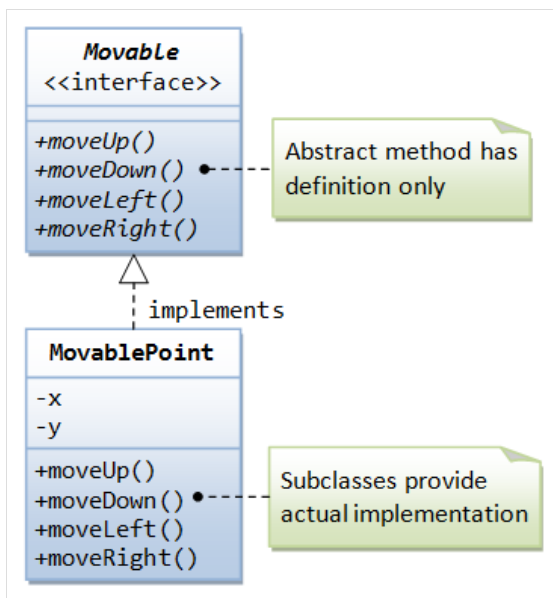 Movable
<<interface>>
+moveUp()
+moveDown()
+moveLeft()
+moveRight()
Abstract method has
definition only
implements
MovablePoint
-x
-y
+moveUp()
+moveDown()
+moveLeft()
+moveRight()
Subclasses provide
actual implementation